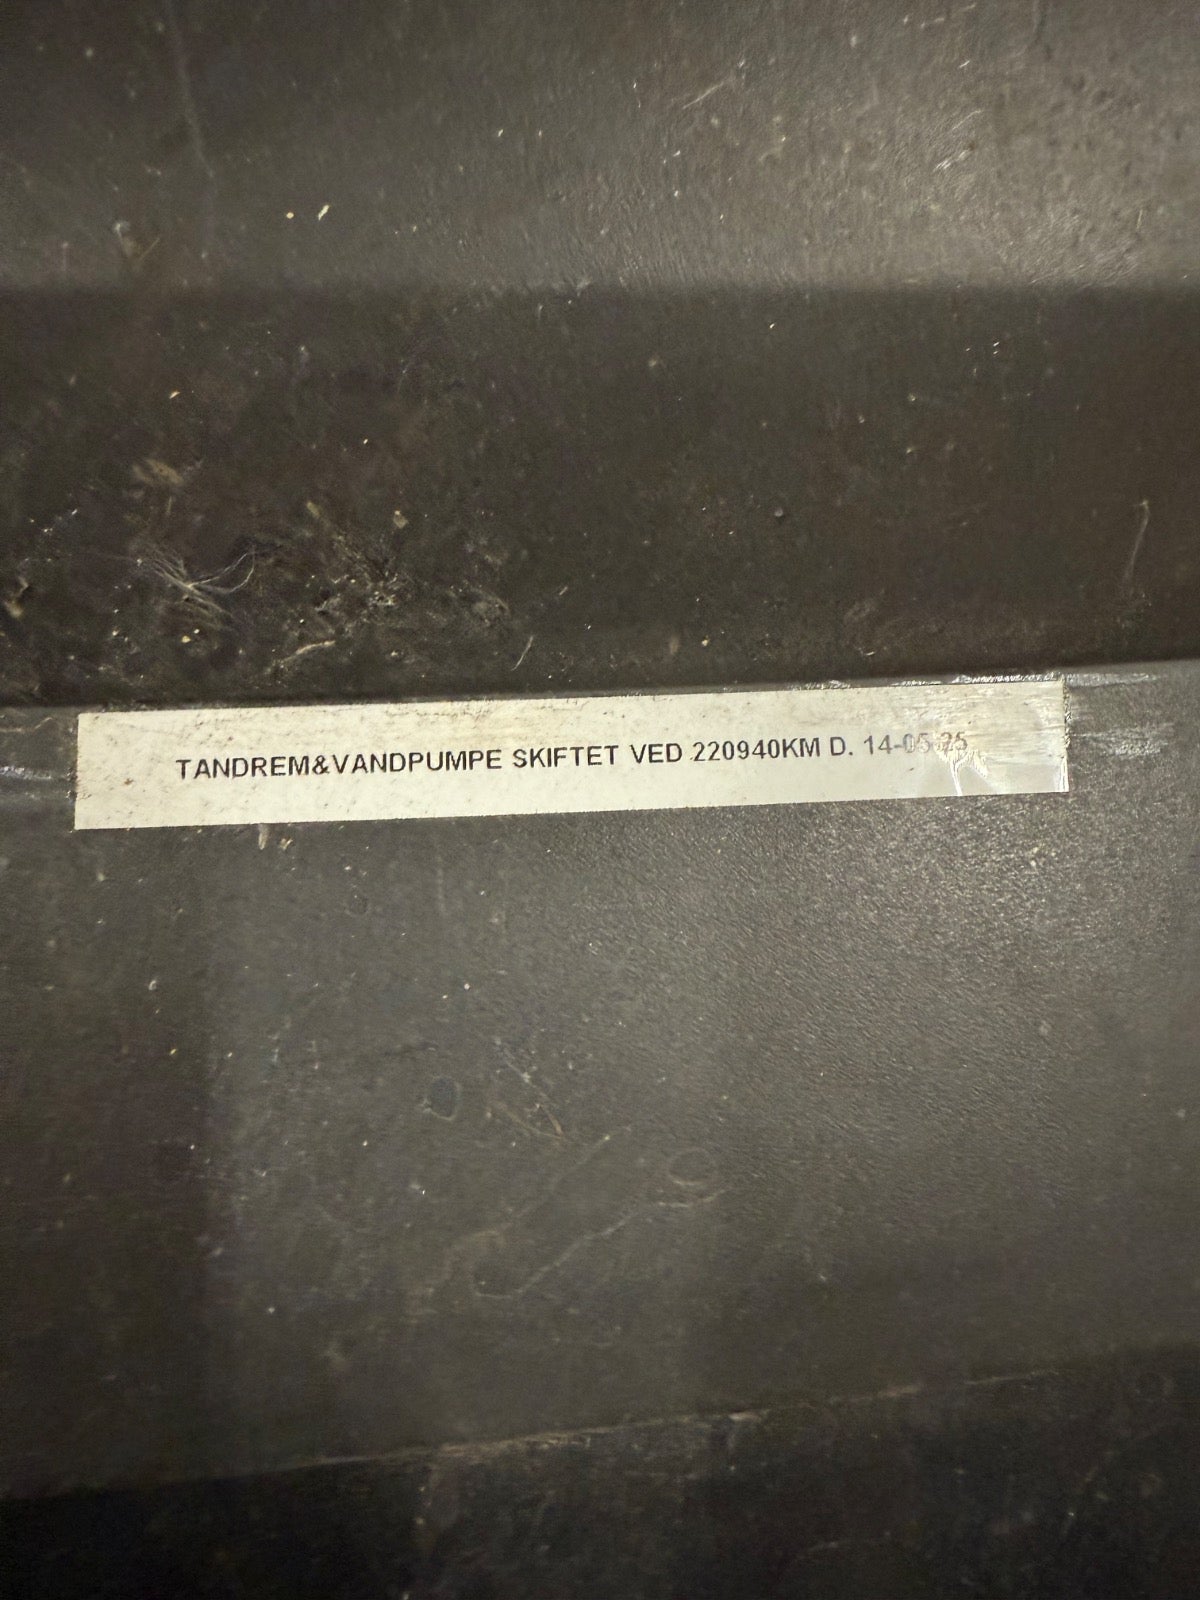 TANDREM&VANDPUMPE SKIFTET VED 220940KM D. 14-05-25